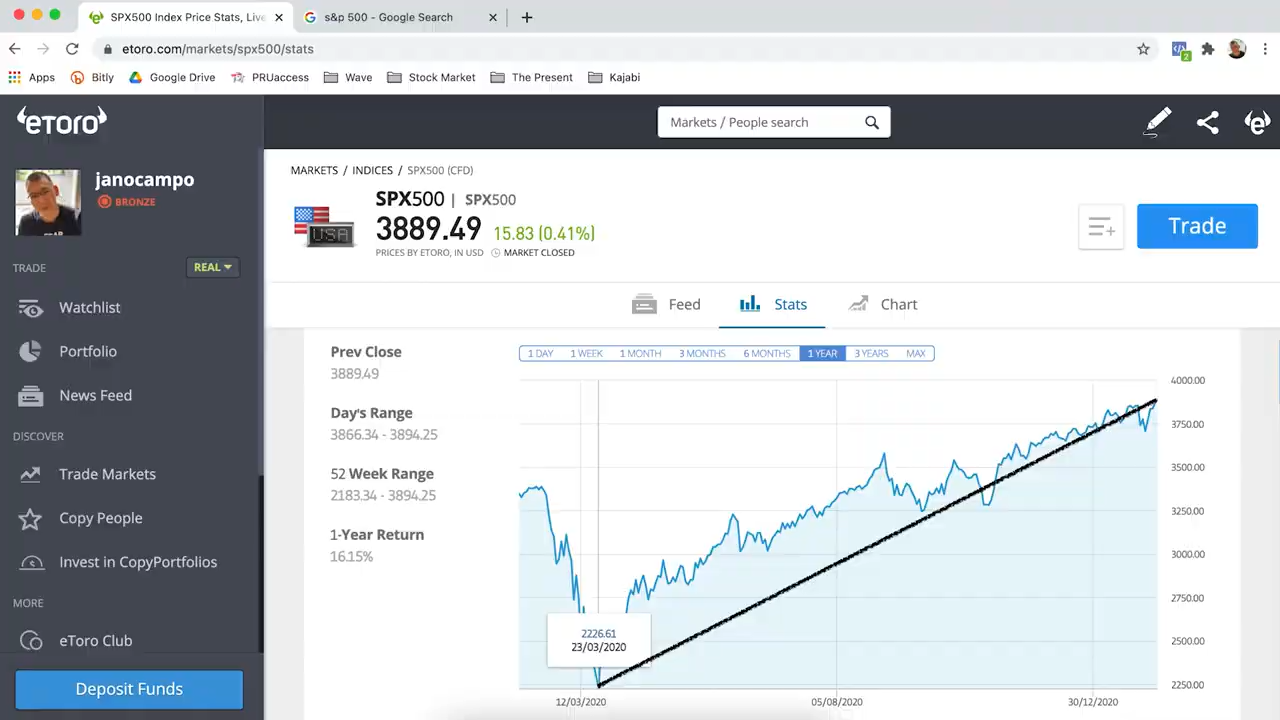 SPX500 Index Price Stats, Live
s&p 500 - Google Search
etoro.com/markets/spx500/stats
2
Apps
Bitly
Google Drive
PRUaccess
Wave
Stock Market
The Present
Kajabi
eToro
Markets / People search
janocampo
BRONZE
TRADE
REAL
Watchlist
Portfolio
News Feed
DISCOVER
Trade Markets
Copy People
Invest in CopyPortfolios
MORE
eToro Club
Deposit Funds
MARKETS / INDICES / SPX500 (CFD)
USA
SPX500 | SPX500
3889.49 15.83 (0.41%)
PRICES BY ETORO, IN USD MARKET CLOSED
Trade
Feed
Stats
Chart
Prev Close
3889.49
Day's Range
3866.34 - 3894.25
52 Week Range
2183.34 - 3894.25
1-Year Return
16.15%
1 DAY 1 WEEK 1 MONTH 3 MONTHS 6 MONTHS 1 YEAR 3 YEARS MAX
4000.00
3750.00
3500.00
3250.00
3000.00
2750.00
2500.00
2250.00
2226.61
23/03/2020
12/03/2020 05/08/2020 30/12/2020